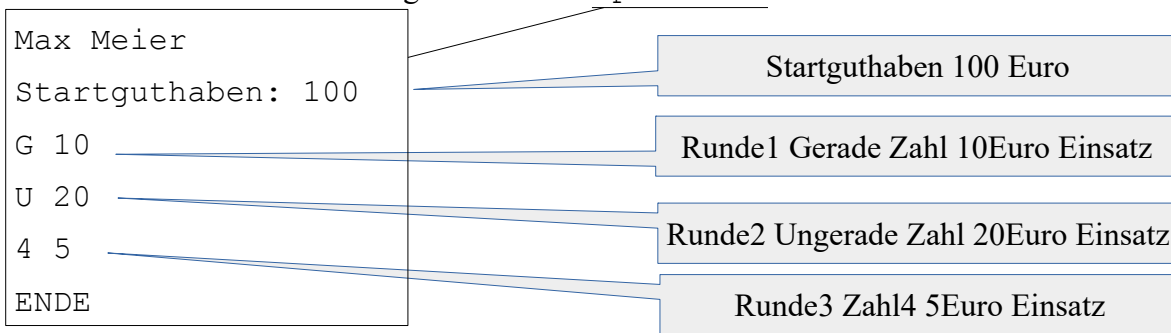 Max Meier
Startguthaben: 100
G 10
U 20
4 5
ENDE
Startguthaben 100 Euro
Runde1 Gerade Zahl 10Euro Einsatz
Runde2 Ungerade Zahl 20Euro Einsatz
Runde3 Zahl4 5Euro Einsatz